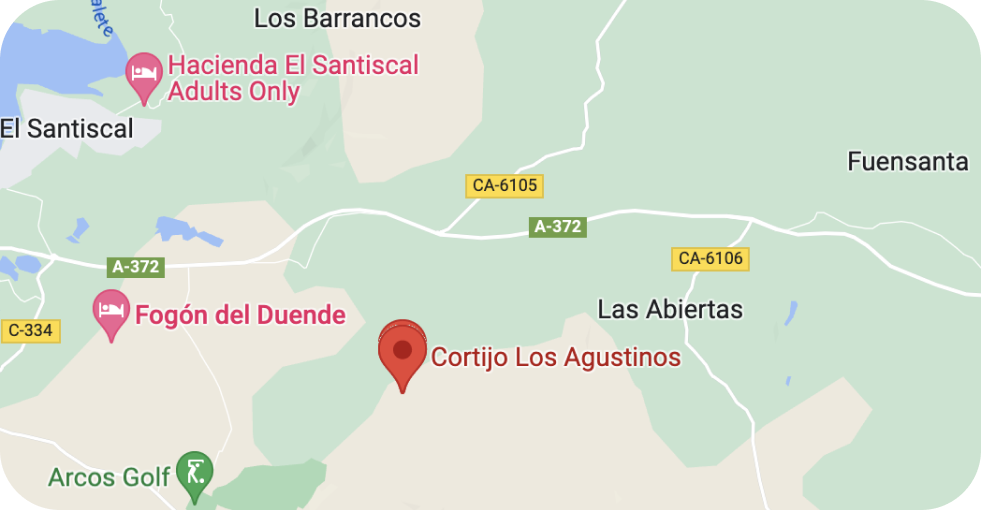 alete
Los Barrancos
Hacienda El Santiscal
Adults Only
El Santiscal
Fuensanta
CA-6105
A-372
CA-6106
A-372
Las Abiertas
Fogón del Duende
C-334
Cortijo Los Agustinos
Arcos Golf